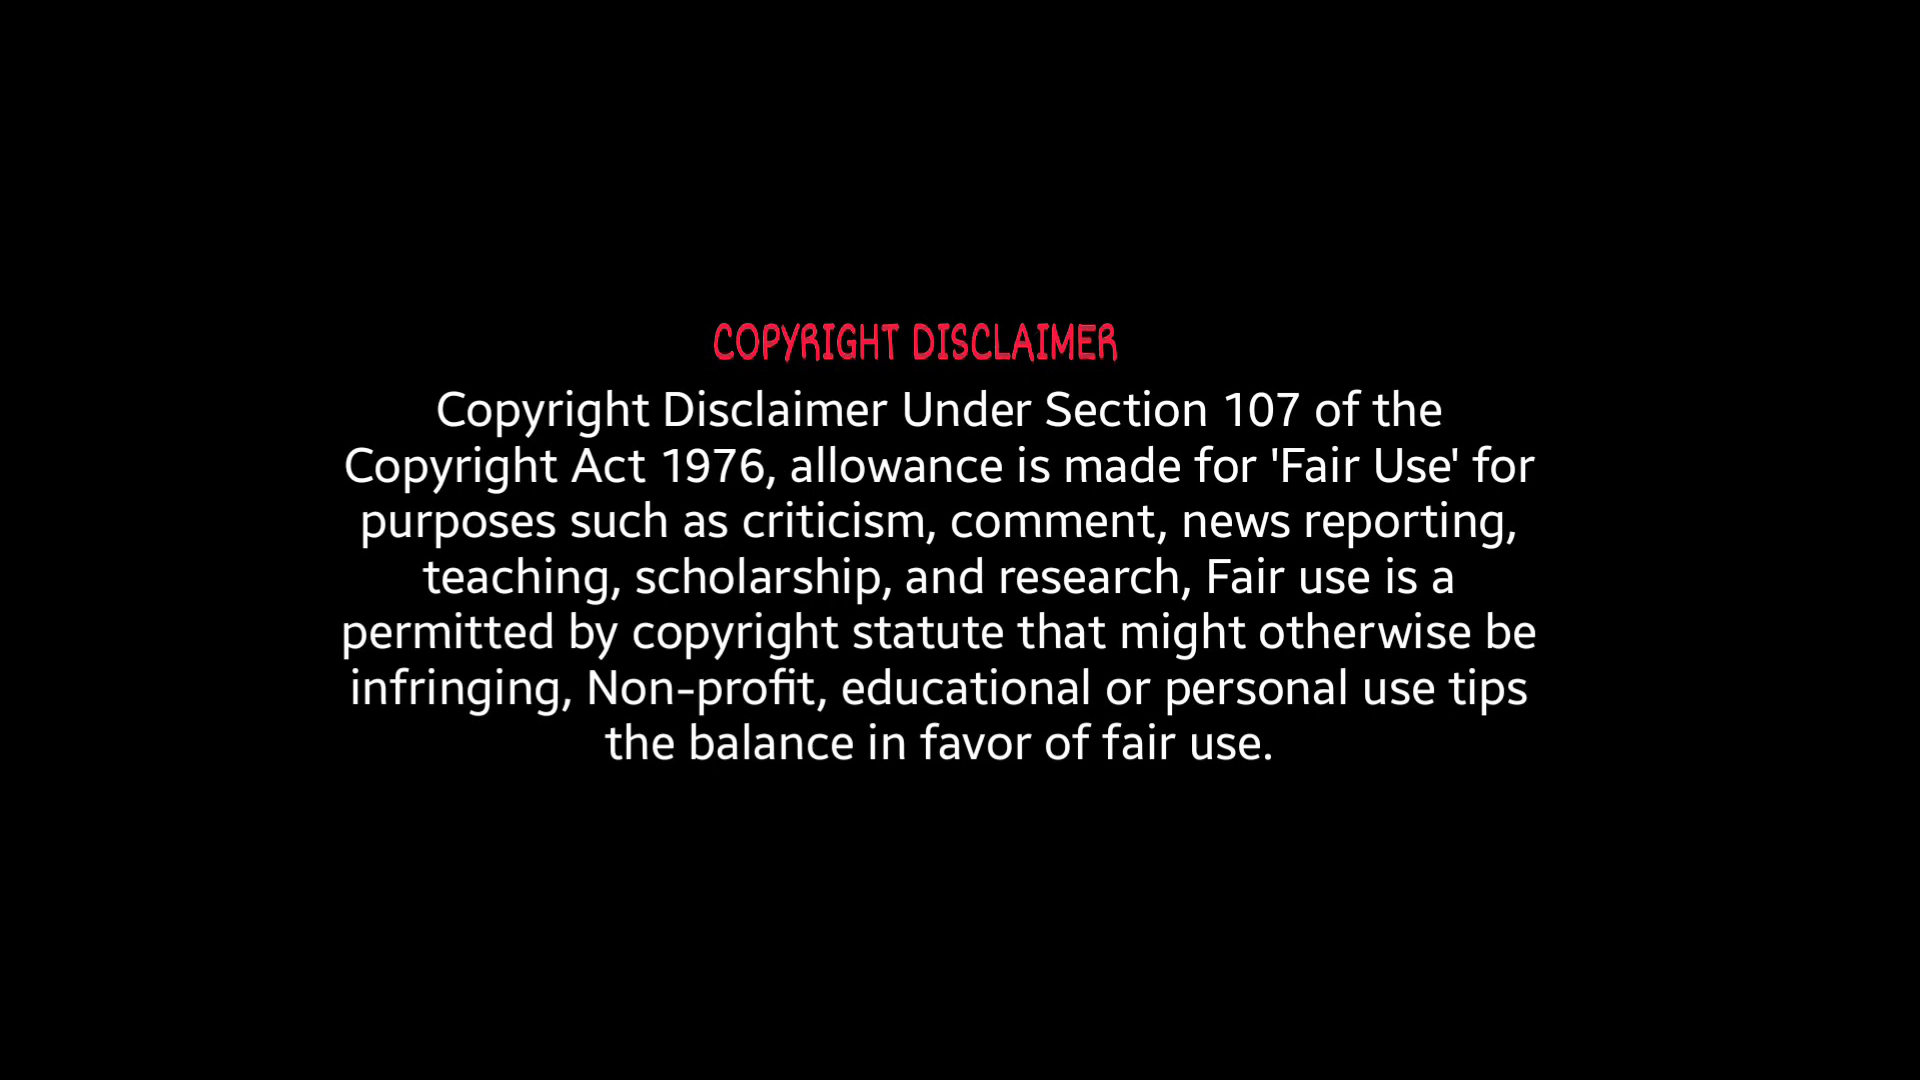 COPYRIGHT DISCLAIMER
Copyright Disclaimer Under Section 107 of the
Copyright Act 1976, allowance is made for 'Fair Use' for
purposes such as criticism, comment, news reporting,
teaching, scholarship, and research, Fair use is a
permitted by copyright statute that might otherwise be
infringing, Non-profit, educational or personal use tips
the balance in favor of fair use.